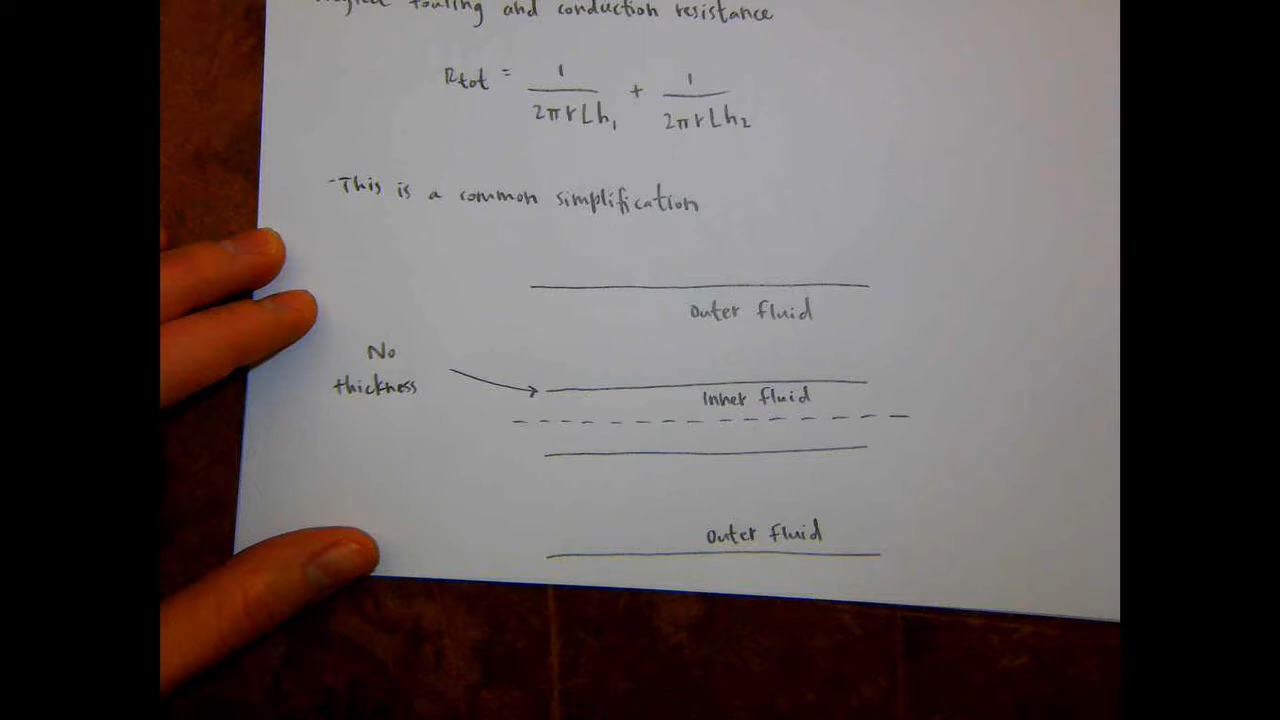 Neglect fouling and conduction resistance
Rtot = 1/2πrLh₁ + 1/2πrLh₂
-This is a common simplification
Outer fluid
No
thickness
Inner fluid
Outer fluid